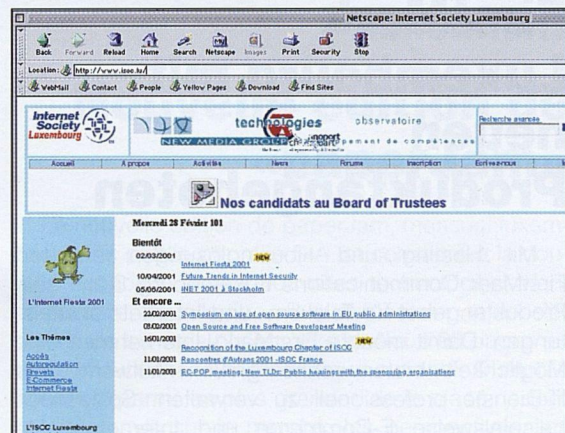 Netscape: Internet Society Luxembourg
Back Forward Reload Home Search Netscape Images Print Security Stop
Location: http://www.isoc.lu/
WebMail Contact People Yellow Pages Download Find Sites
Internet Society Luxembourg
technologies observatoire
NEW MEDIA GROUP
Recherche avancée
Accueil A propos Activités News Forums Inscription Ecrivez-nous
Nos candidats au Board of Trustees
Mercredi 28 Février 101
Bientôt
02/03/2001 Internet Fiesta 2001 NEW
10/04/2001 Future Trends in Internet Security
05/06/2001 INET 2001 à Stockholm
Et encore ...
22/02/2001 Symposium on use of open source software in EU public administrations
08/02/2001 Open Source and Free Software Developers' Meeting
Recognition of the Luxembourg Chapter of ISOC NEW
11/01/2001 Rencontres d'Autrans 2001 -ISOC France
11/01/2001 EC-POP meeting: New TLDs: Public hearings with the sponsoring organisations
L'Internet Fiesta 2001
Les Thèmes
Accès
Autoregulation
Brevets
E-Commerce
Internet Fiesta
L'ISOC Luxembourg
Produktangeboten